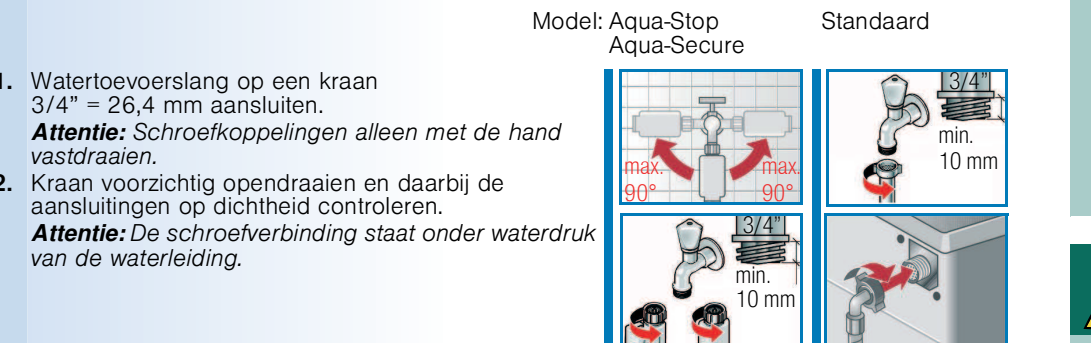 Model: Aqua-Stop Standaard
Aqua-Secure
1. Watertoevoerslang op een kraan
3/4” = 26,4 mm aansluiten.
Attentie: Schroefkoppelingen alleen met de hand
vastdraaien.
2. Kraan voorzichtig opendraaien en daarbij de
aansluitingen op dichtheid controleren.
Attentie: De schroefverbinding staat onder waterdruk
van de waterleiding.
max.
90°
max.
90°
3/4”
min.
10 mm
3/4”
min.
10 mm